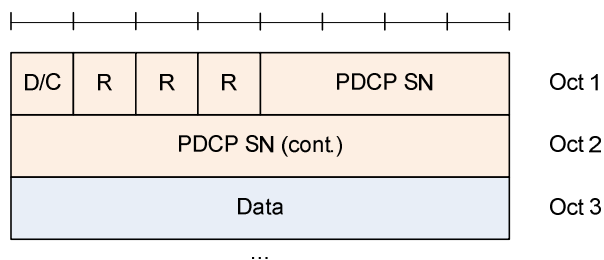 D/C R R R PDCP SN Oct 1
PDCP SN (cont.) Oct 2
Data Oct 3
...